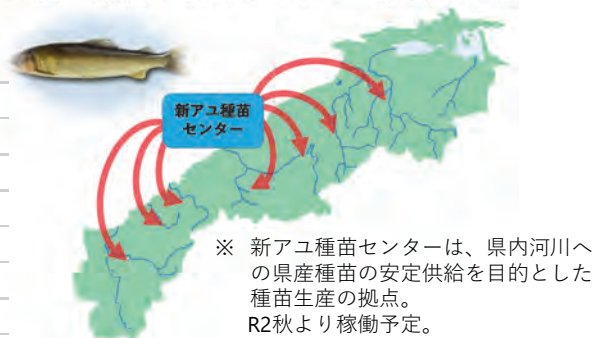 新アユ種苗
センター
※ 新アユ種苗センターは、県内河川へ
の県産種苗の安定供給を目的とした
種苗生産の拠点。
R2秋より稼働予定。